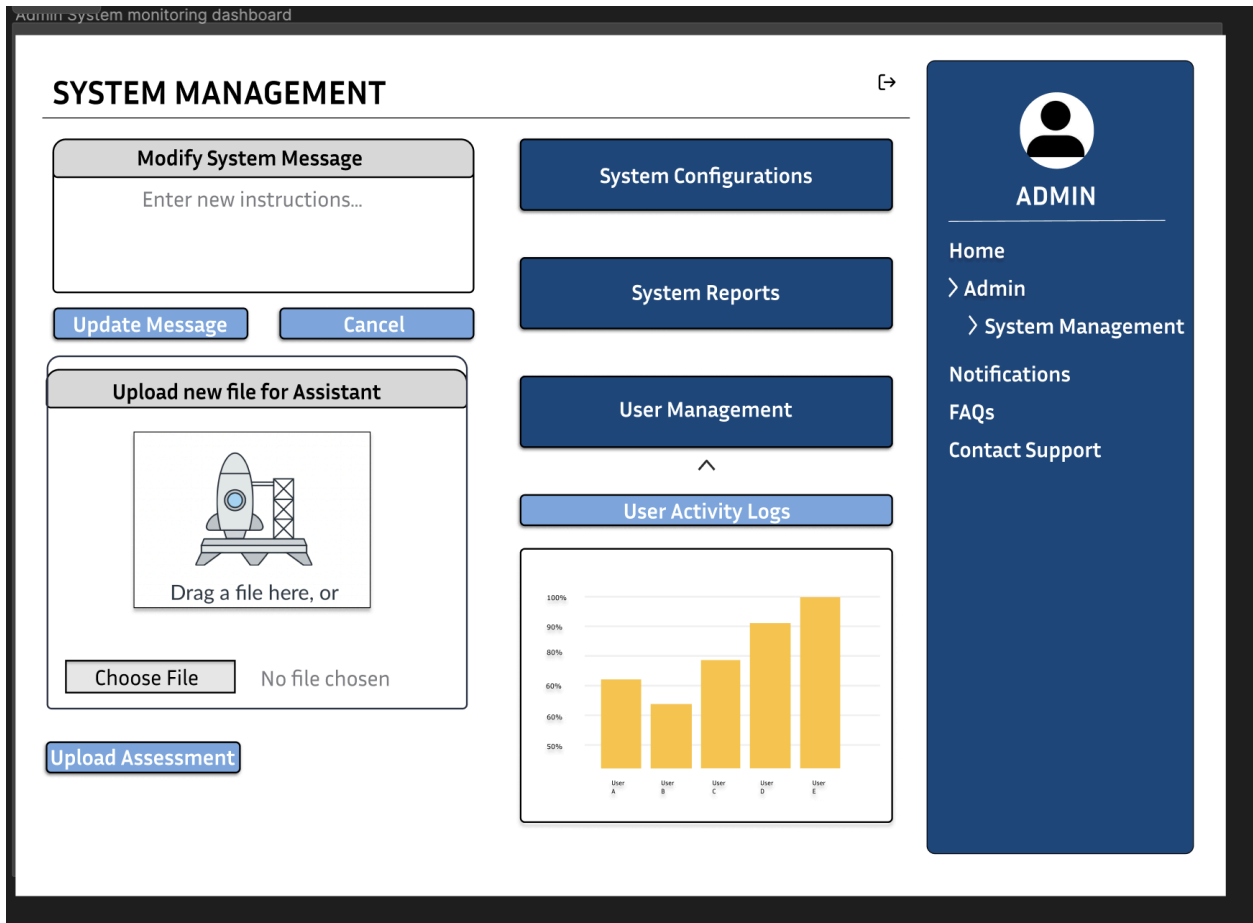 Admin System monitoring dashboard
SYSTEM MANAGEMENT
Modify System Message
Enter new instructions...
Update Message
Cancel
Upload new file for Assistant
Drag a file here, or
Choose File
No file chosen
Upload Assessment
System Configurations
System Reports
User Management
User Activity Logs
100%
90%
80%
60%
60%
50%
User
A
User
B
User
C
User
D
User
E
ADMIN
Home
Admin
System Management
Notifications
FAQs
Contact Support